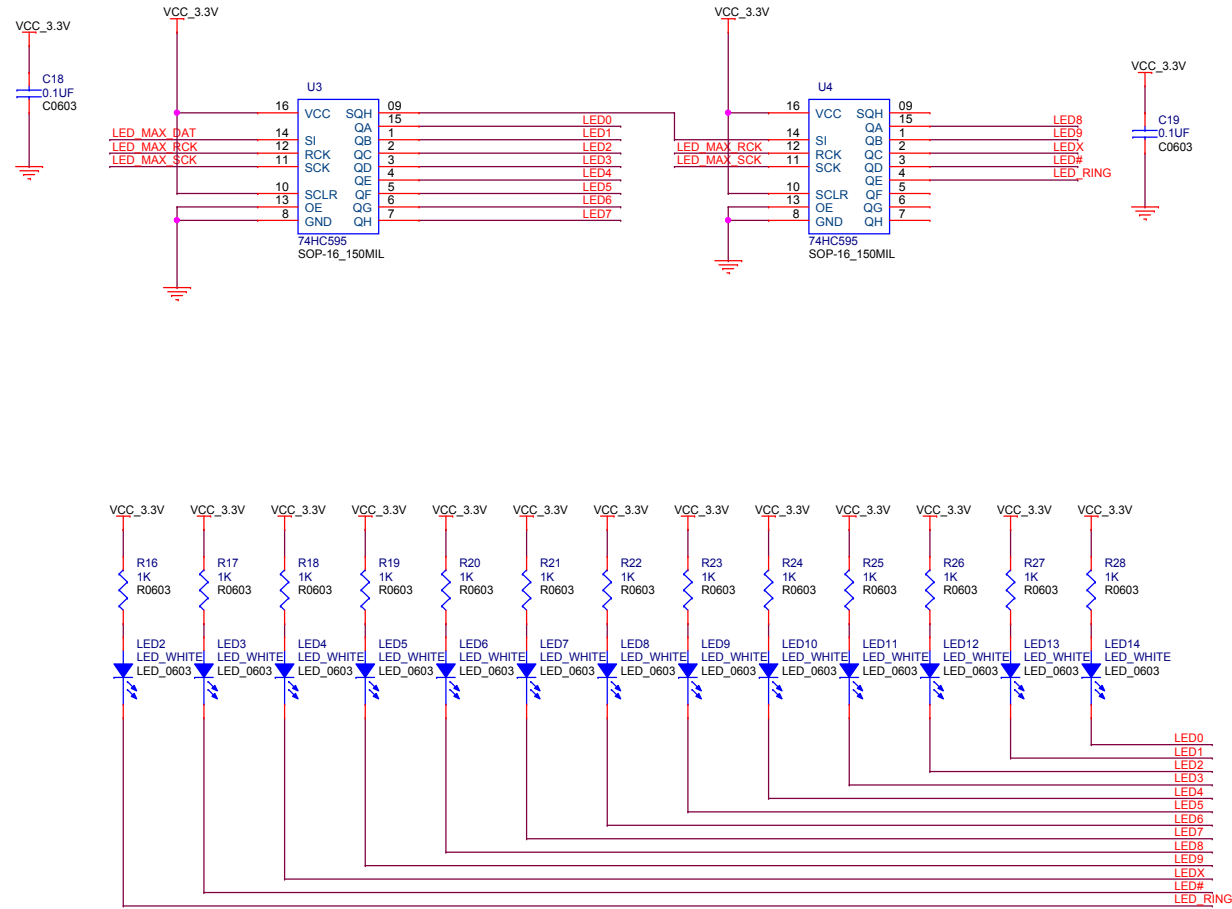 VCC_3.3V
C18
0.1UF
C0603
VCC_3.3V
U3
16 VCC SQH 09
QA 15 LED0
LED_MAX_DAT 14 SI QB 1 LED1
LED_MAX_RCK 12 RCK QC 2 LED2
LED_MAX_SCK 11 SCK QD 3 LED3
QE 4 LED4
10 SCLR QF 5 LED5
13 OE QG 6 LED6
8 GND QH 7 LED7
74HC595
SOP-16_150MIL
VCC_3.3V
U4
16 VCC SQH 09
QA 15 LED8
14 SI QB 1 LED9
LED_MAX_RCK 12 RCK QC 2 LEDX
LED_MAX_SCK 11 SCK QD 3 LED#
QE 4 LED_RING
10 SCLR QF 5
13 OE QG 6
8 GND QH 7
74HC595
SOP-16_150MIL
VCC_3.3V
C19
0.1UF
C0603
VCC_3.3V VCC_3.3V VCC_3.3V VCC_3.3V VCC_3.3V VCC_3.3V VCC_3.3V VCC_3.3V VCC_3.3V VCC_3.3V VCC_3.3V VCC_3.3V VCC_3.3V
R16 R17 R18 R19 R20 R21 R22 R23 R24 R25 R26 R27 R28
1K 1K 1K 1K 1K 1K 1K 1K 1K 1K 1K 1K 1K
R0603 R0603 R0603 R0603 R0603 R0603 R0603 R0603 R0603 R0603 R0603 R0603 R0603
LED2 LED3 LED4 LED5 LED6 LED7 LED8 LED9 LED10 LED11 LED12 LED13 LED14
LED_WHITE LED_WHITE LED_WHITE LED_WHITE LED_WHITE LED_WHITE LED_WHITE LED_WHITE LED_WHITE LED_WHITE LED_WHITE LED_WHITE LED_WHITE
LED_0603 LED_0603 LED_0603 LED_0603 LED_0603 LED_0603 LED_0603 LED_0603 LED_0603 LED_0603 LED_0603 LED_0603 LED_0603
LED0
LED1
LED2
LED3
LED4
LED5
LED6
LED7
LED8
LED9
LEDX
LED#
LED_RING